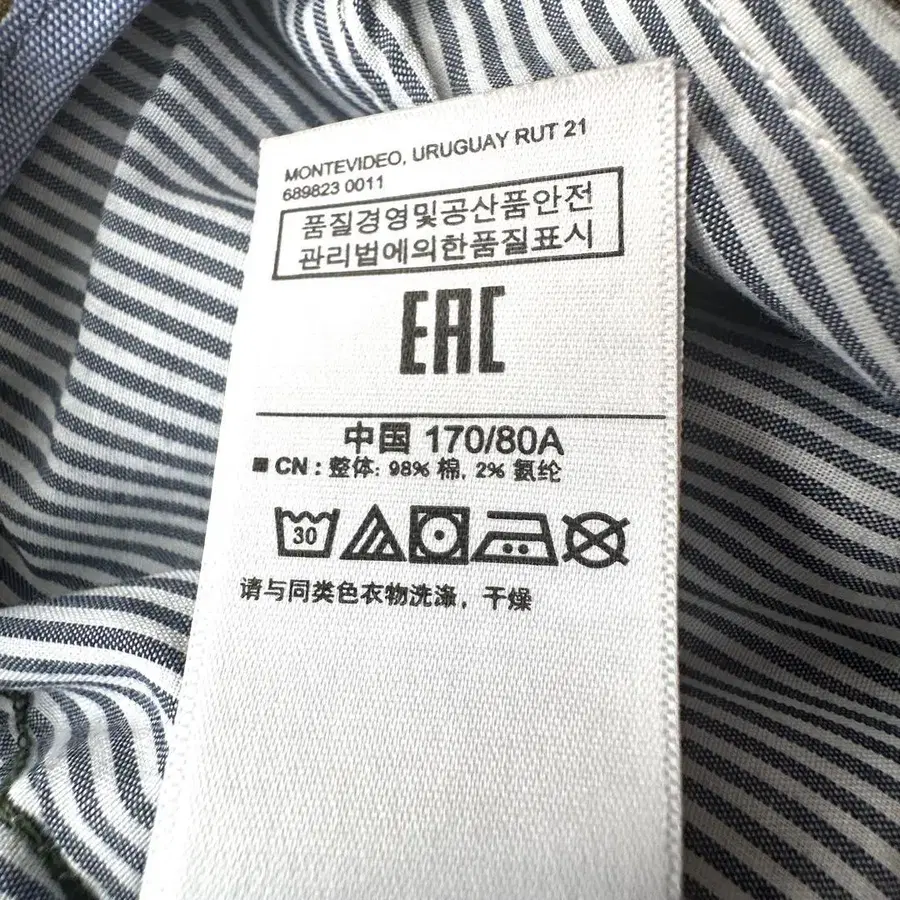 MONTEVIDEO, URUGUAY RUT 21
689823 0011
품질경영및공산품안전
관리법에의한품질표시
EAC
中国 170/80A
CN : 整体: 98% 棉, 2% 氨纶
30
请与同类色衣物洗涤, 干燥